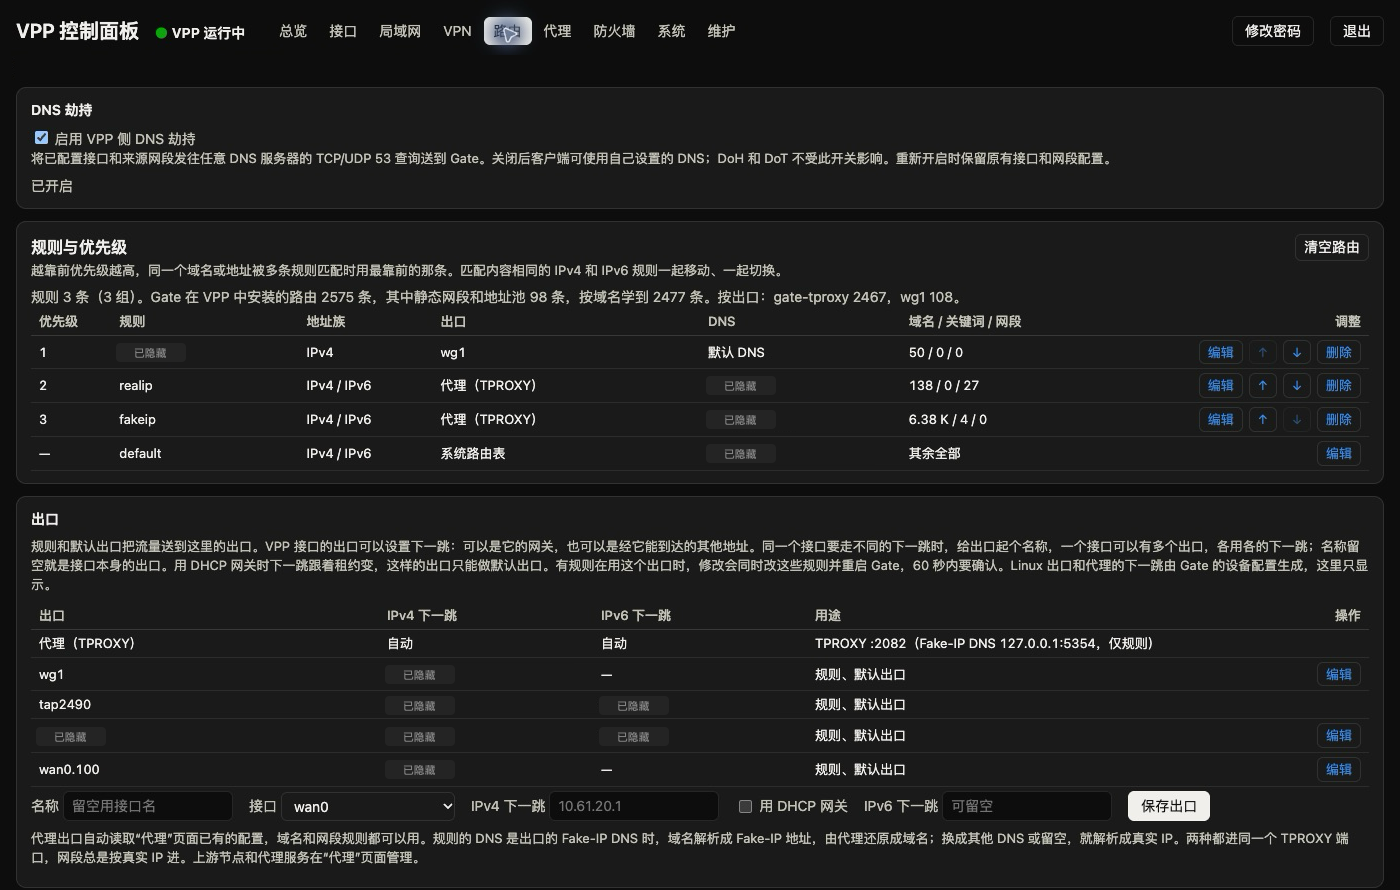 VPP 控制面板 VPP 运行中 总览 接口 局域网 VPN 路由 代理 防火墙 系统 维护 修改密码 退出
DNS 劫持
启用 VPP 侧 DNS 劫持
将已配置接口和来源网段发往任意 DNS 服务器的 TCP/UDP 53 查询送到 Gate。关闭后客户端可使用自己设置的 DNS；DoH 和 DoT 不受此开关影响。重新开启时保留原有接口和网段配置。
已开启
规则与优先级 清空路由
越靠前优先级越高，同一个域名或地址被多条规则匹配时用最靠前的那条。匹配内容相同的 IPv4 和 IPv6 规则一起移动、一起切换。
规则 3 条（3 组）。Gate 在 VPP 中安装的路由 2575 条，其中静态网段和地址池 98 条，按域名学到 2477 条。按出口：gate-tproxy 2467，wg1 108。
优先级 规则 地址族 出口 DNS 域名 / 关键词 / 网段 调整
1 已隐藏 IPv4 wg1 默认 DNS 50 / 0 / 0 编辑 ↑ ↓ 删除
2 realip IPv4 / IPv6 代理（TPROXY） 已隐藏 138 / 0 / 27 编辑 ↑ ↓ 删除
3 fakeip IPv4 / IPv6 代理（TPROXY） 已隐藏 6.38 K / 4 / 0 编辑 ↑ ↓ 删除
— default IPv4 / IPv6 系统路由表 已隐藏 其余全部 编辑
出口
规则和默认出口把流量送到这里的出口。VPP 接口的出口可以设置下一跳：可以是它的网关，也可以是经它能到达的其他地址。同一个接口要走不同的下一跳时，给出口起个名称，一个接口可以有多个出口，各用各的下一跳；名称留
空就是接口本身的出口。用 DHCP 网关时下一跳跟着租约变，这样的出口只能做默认出口。有规则在用这个出口时，修改会同时改这些规则并重启 Gate，60 秒内要确认。Linux 出口和代理的下一跳由 Gate 的设备配置生成，这里只显
示。
出口 IPv4 下一跳 IPv6 下一跳 用途 操作
代理（TPROXY） 自动 自动 TPROXY :2082（Fake-IP DNS 127.0.0.1:5354，仅规则）
wg1 已隐藏 — 规则、默认出口 编辑
tap2490 已隐藏 已隐藏 规则、默认出口
已隐藏 已隐藏 已隐藏 规则、默认出口 编辑
wan0.100 已隐藏 — 规则、默认出口 编辑
名称 留空用接口名 接口 wan0 IPv4 下一跳 10.61.20.1 用 DHCP 网关 IPv6 下一跳 可留空 保存出口
代理出口自动读取“代理”页面已有的配置，域名和网段规则都可以用。规则的 DNS 是出口的 Fake-IP DNS 时，域名解析成 Fake-IP 地址，由代理还原成域名；换成其他 DNS 或留空，就解析成真实 IP。两种都进同一个 TPROXY 端
口，网段总是按真实 IP 进。上游节点和代理服务在“代理”页面管理。